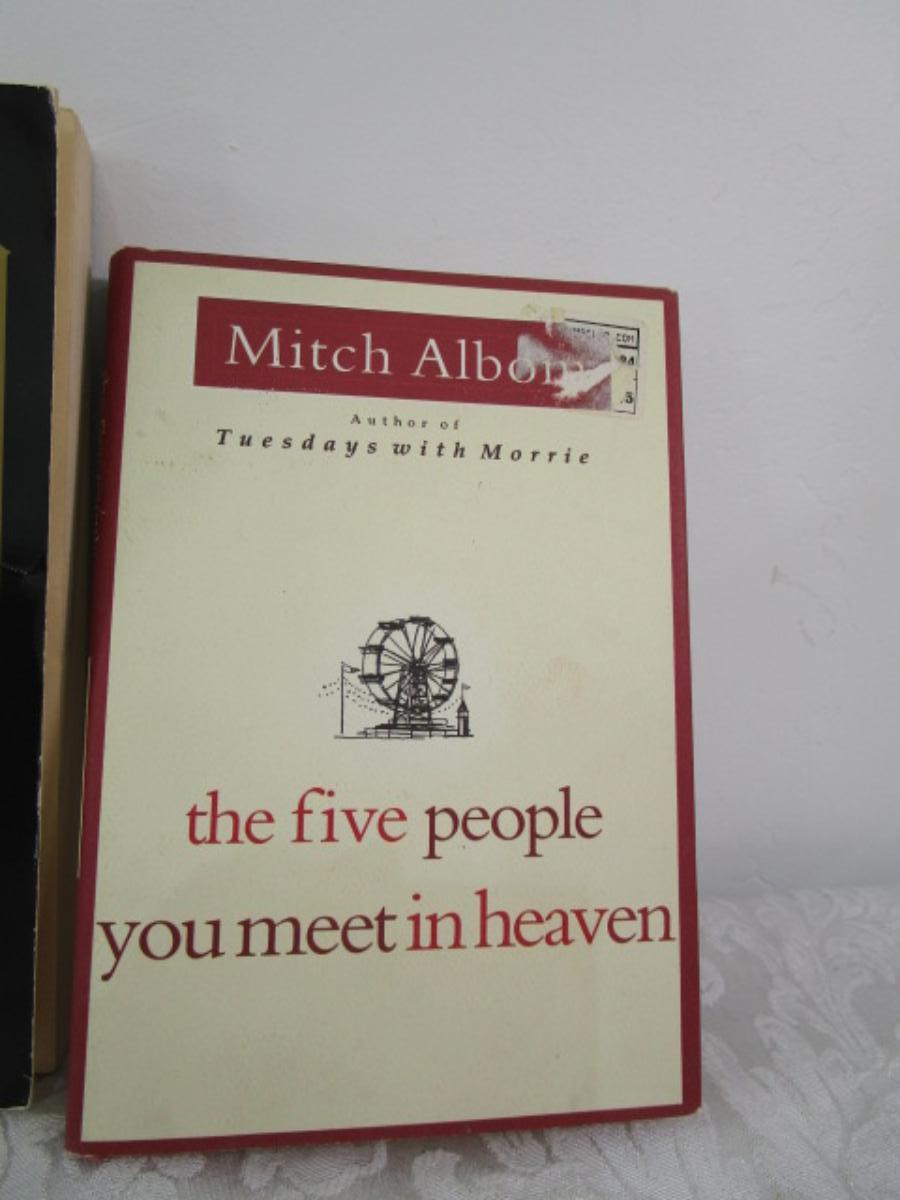 Mitch Albom
Author of
Tuesdays with Morrie
the five people
you meet in heaven